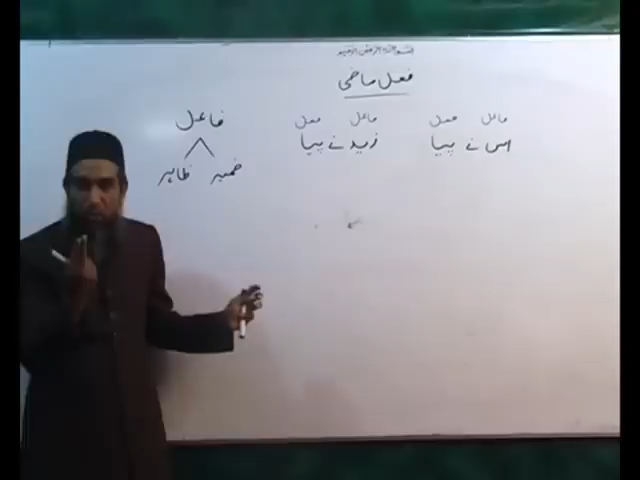 بسم اللہ الرحمن الرحیم
فعل ماضی
فاعل فعل
اس نے پیا
فاعل فعل
زید نے پیا
فاعل
ضمیر ظاہر